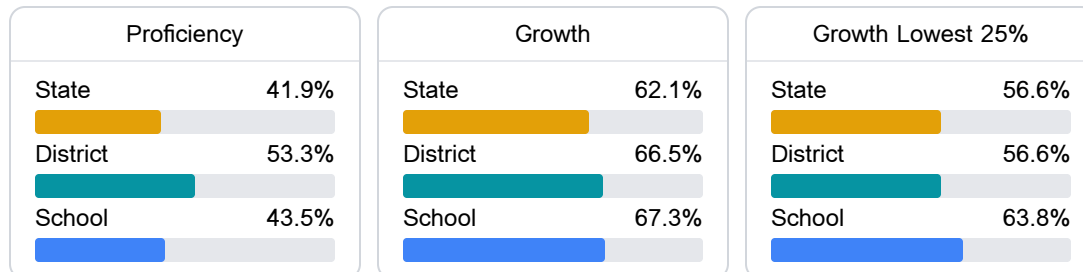 Proficiency
State 41.9%
District 53.3%
School 43.5%
Growth
State 62.1%
District 66.5%
School 67.3%
Growth Lowest 25%
State 56.6%
District 56.6%
School 63.8%